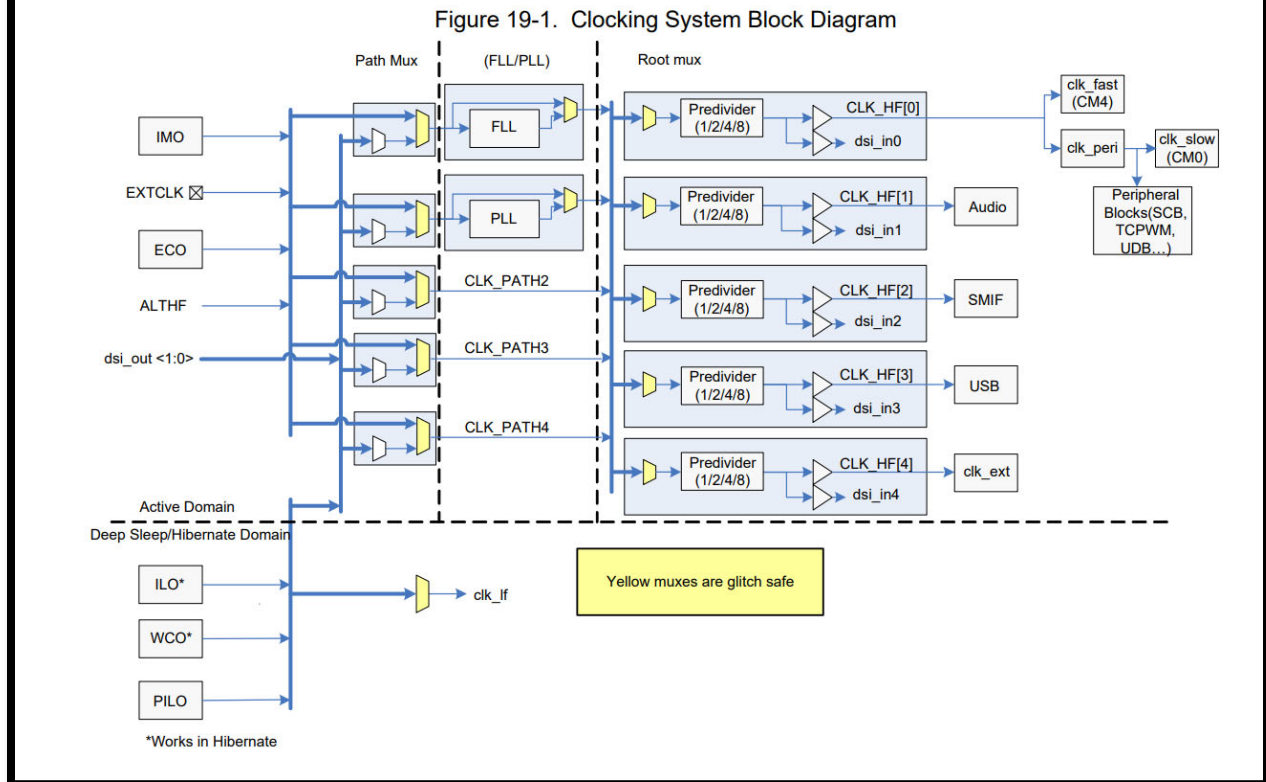 Figure 19-1. Clocking System Block Diagram
Path Mux
(FLL/PLL)
Root mux
IMO
EXTCLK
ECO
ALTHF
dsi_out <1:0>
FLL
PLL
CLK_PATH2
CLK_PATH3
CLK_PATH4
Predivider
(1/2/4/8)
CLK_HF[0]
dsi_in0
clk_fast
(CM4)
clk_peri
clk_slow
(CM0)
Peripheral
Blocks(SCB,
TCPWM,
UDB…)
Predivider
(1/2/4/8)
CLK_HF[1]
dsi_in1
Audio
Predivider
(1/2/4/8)
CLK_HF[2]
dsi_in2
SMIF
Predivider
(1/2/4/8)
CLK_HF[3]
dsi_in3
USB
Predivider
(1/2/4/8)
CLK_HF[4]
dsi_in4
clk_ext
Active Domain
Deep Sleep/Hibernate Domain
ILO*
WCO*
PILO
clk_lf
Yellow muxes are glitch safe
*Works in Hibernate